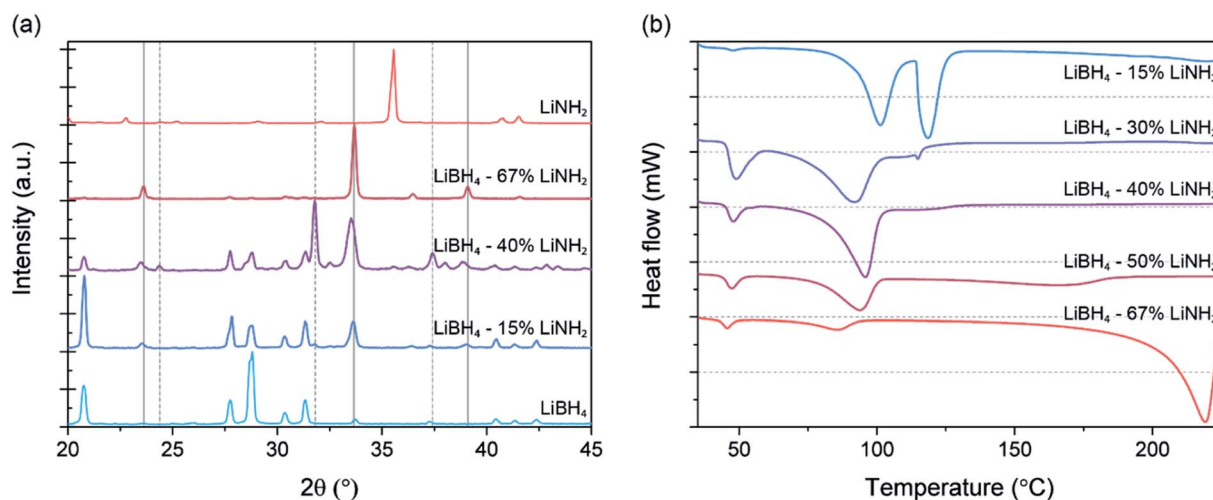 (a)
Intensity (a.u.)
LiNH₂
LiBH₄ - 67% LiNH₂
LiBH₄ - 40% LiNH₂
LiBH₄ - 15% LiNH₂
LiBH₄
20 25 30 35 40 45
2θ (°)
(b)
Heat flow (mW)
LiBH₄ - 15% LiNH₂
LiBH₄ - 30% LiNH₂
LiBH₄ - 40% LiNH₂
LiBH₄ - 50% LiNH₂
LiBH₄ - 67% LiNH₂
50 100 150 200
Temperature (°C)